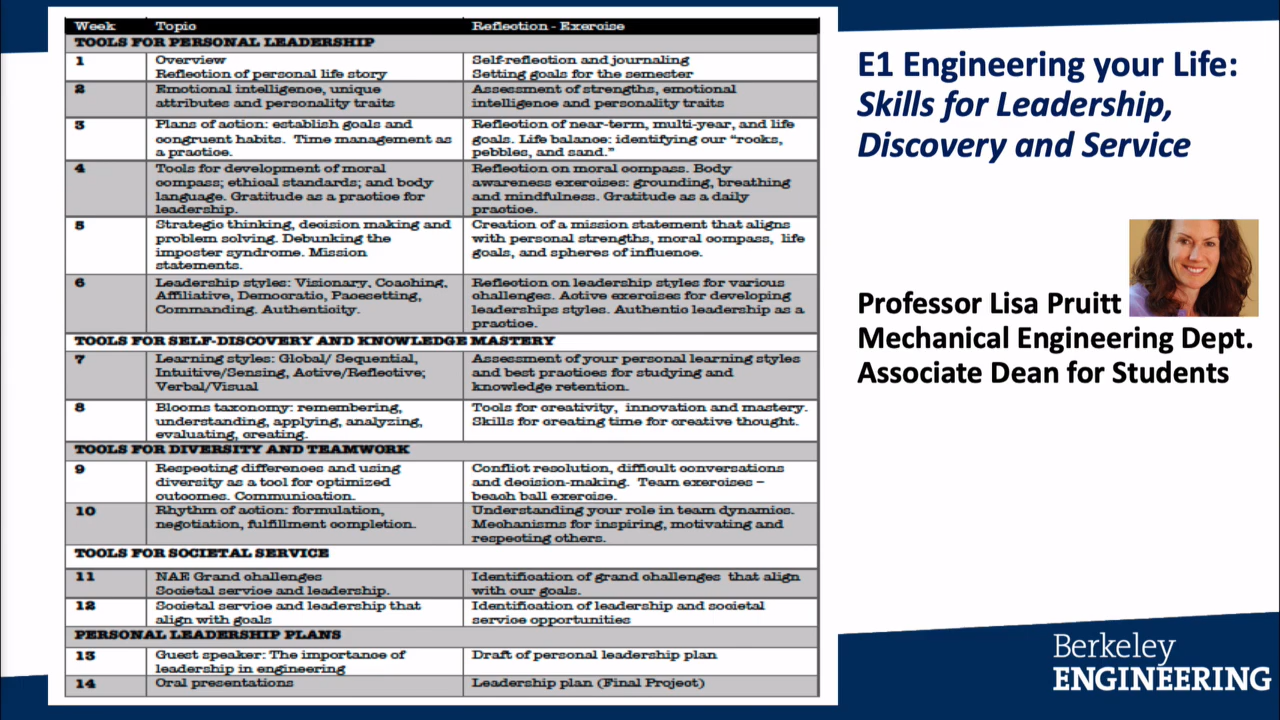 Week Topic Reflection - Exercise
TOOLS FOR PERSONAL LEADERSHIP
1 Overview Self-reflection and journaling
Reflection of personal life story Setting goals for the semester
2 Emotional intelligence, unique Assessment of strengths, emotional
attributes and personality traits intelligence and personality traits
3 Plans of action: establish goals and Reflection of near-term, multi-year, and life
congruent habits. Time management as goals. Life balance: identifying our “rocks,
a practice. pebbles, and sand.”
4 Tools for development of moral Reflection on moral compass. Body
compass; ethical standards; and body awareness exercises: grounding, breathing
language. Gratitude as a practice for and mindfulness. Gratitude as a daily
leadership. practice.
5 Strategic thinking, decision making and Creation of a mission statement that aligns
problem solving. Debunking the with personal strengths, moral compass, life
imposter syndrome. Mission goals, and spheres of influence.
statements.
6 Leadership styles: Visionary, Coaching, Reflection on leadership styles for various
Affiliative, Democratic, Pacesetting, challenges. Active exercises for developing
Commanding. Authenticity. leaderships styles. Authentic leadership as a
practice.
TOOLS FOR SELF-DISCOVERY AND KNOWLEDGE MASTERY
7 Learning styles: Global/ Sequential, Assessment of your personal learning styles
Intuitive/Sensing, Active/Reflective; and best practices for studying and
Verbal/Visual knowledge retention.
8 Blooms taxonomy: remembering, Tools for creativity, innovation and mastery.
understanding, applying, analyzing, Skills for creating time for creative thought.
evaluating, creating.
TOOLS FOR DIVERSITY AND TEAMWORK
9 Respecting differences and using Conflict resolution, difficult conversations
diversity as a tool for optimized and decision-making. Team exercises –
outcomes. Communication. beach ball exercise.
10 Rhythm of action: formulation, Understanding your role in team dynamics.
negotiation, fulfillment completion. Mechanisms for inspiring, motivating and
respecting others.
TOOLS FOR SOCIETAL SERVICE
11 NAE Grand challenges Identification of grand challenges that align
Societal service and leadership. with our goals.
12 Societal service and leadership that Identification of leadership and societal
align with goals service opportunities
PERSONAL LEADERSHIP PLANS
13 Guest speaker: The importance of Draft of personal leadership plan
leadership in engineering
14 Oral presentations Leadership plan (Final Project)
E1 Engineering your Life:
Skills for Leadership,
Discovery and Service
Professor Lisa Pruitt
Mechanical Engineering Dept.
Associate Dean for Students
Berkeley
ENGINEERING